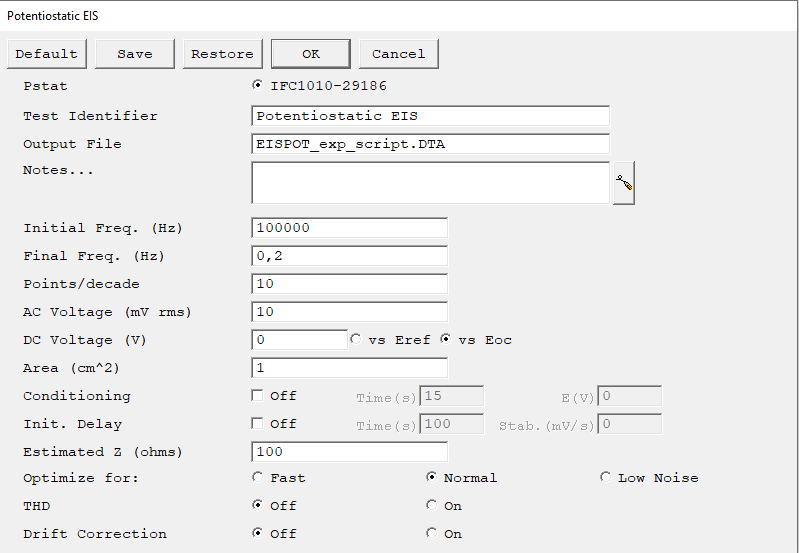 Potentiostatic EIS
Default Save Restore OK Cancel
Pstat IFC1010-29186
Test Identifier Potentiostatic EIS
Output File EISPOT_exp_script.DTA
Notes...
Initial Freq. (Hz) 100000
Final Freq. (Hz) 0,2
Points/decade 10
AC Voltage (mV rms) 10
DC Voltage (V) 0 vs Eref vs Eoc
Area (cm^2) 1
Conditioning Off Time(s) 15 E(V) 0
Init. Delay Off Time(s) 100 Stab.(mV/s) 0
Estimated Z (ohms) 100
Optimize for: Fast Normal Low Noise
THD Off On
Drift Correction Off On